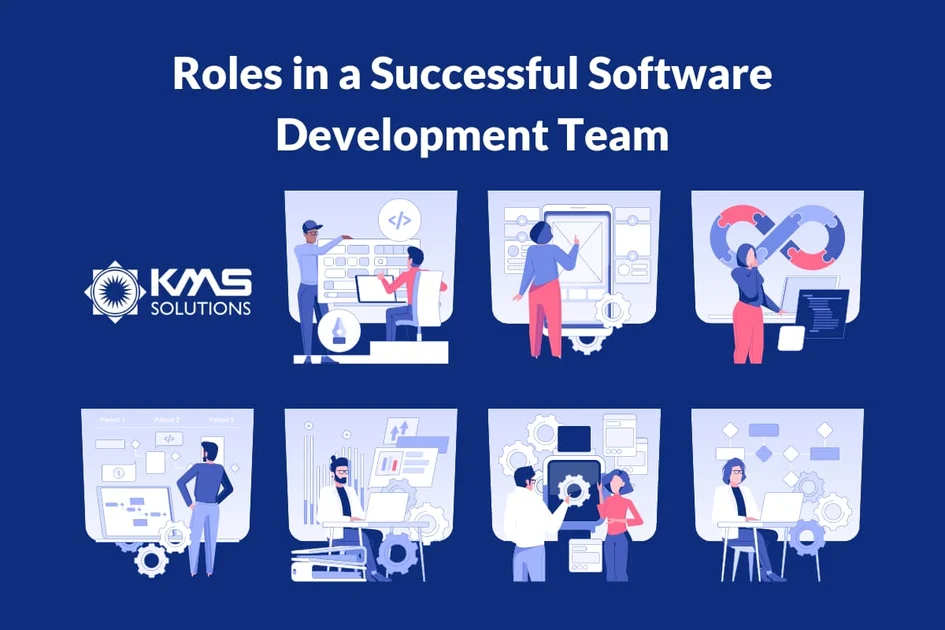 Roles in a Successful Software
Development Team
</>
KMS
SOLUTIONS
Period 1 Period 2 Period 3
</>